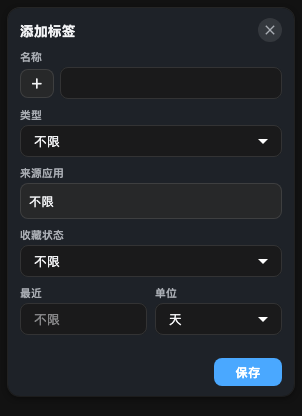 添加标签
名称
+
类型
不限
来源应用
不限
收藏状态
不限
最近 单位
不限 天
保存